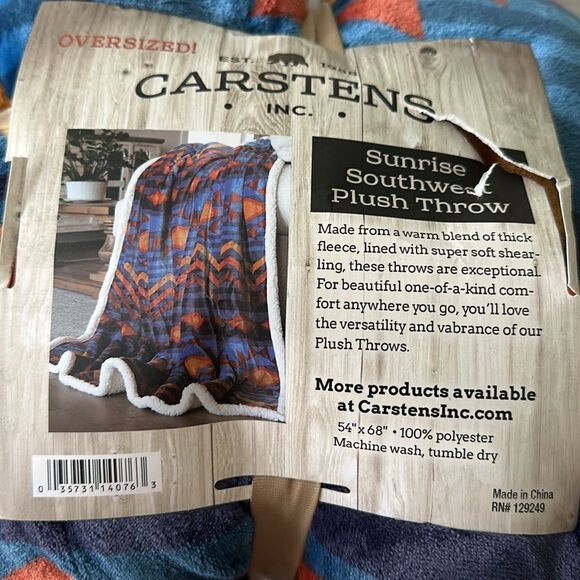 OVERSIZED!
EST. 1988
CARSTENS
• INC. •
Sunrise
Southwest
Plush Throw
Made from a warm blend of thick
fleece, lined with super soft shear-
ling, these throws are exceptional.
For beautiful one-of-a-kind com-
fort anywhere you go, you'll love
the versatility and vabrance of our
Plush Throws.
More products available
at CarstensInc.com
54" x 68" • 100% polyester
Machine wash, tumble dry
0 35731 14076 3
Made in China
RN# 129249